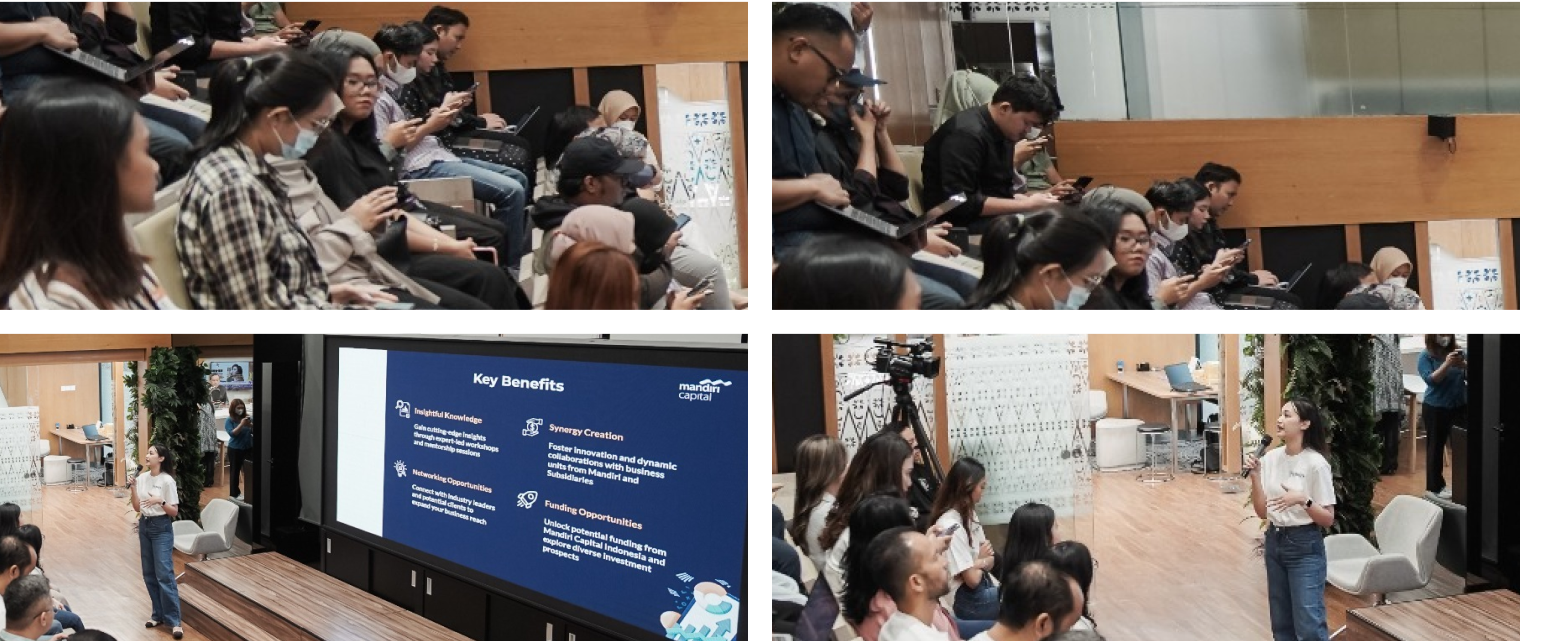 Key Benefits
mandiri
capital
Insightful Knowledge
Gain cutting-edge insights
through expert-led workshops
and mentorship sessions
Networking Opportunities
Connect with industry leaders
and potential clients to
expand your business reach
Synergy Creation
Foster innovation and dynamic
collaborations with business
units from Mandiri and
Subsidiaries
Funding Opportunities
Unlock potential funding from
Mandiri Capital Indonesia and
explore diverse investment
prospects